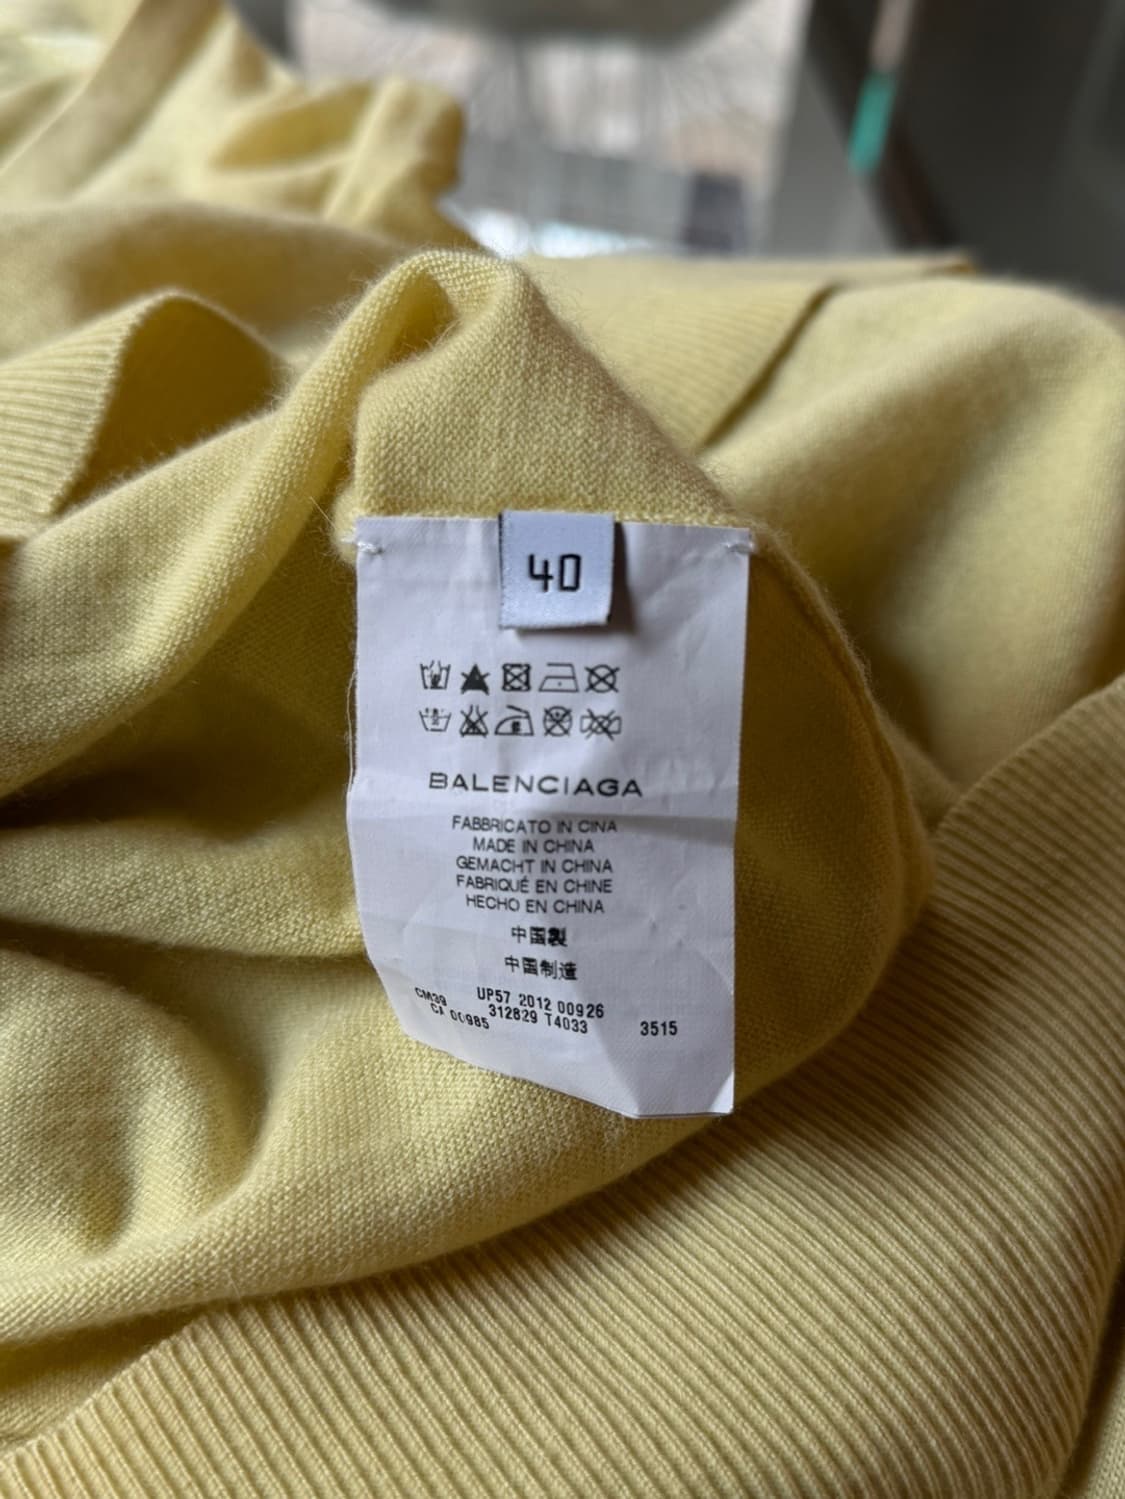 40
BALENCIAGA
FABBRICATO IN CINA
MADE IN CHINA
GEMACHT IN CHINA
FABRIQUÉ EN CHINE
HECHO EN CHINA
中国製
中国制造
CM39 UP57 2012 00926
CA 00985 312829 T4033 3515